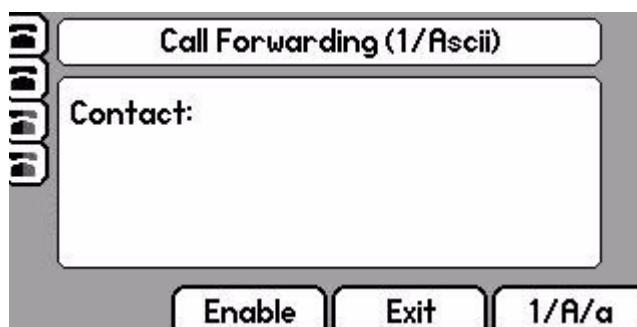 Call Forwarding (1/Ascii)
Contact:
Enable Exit 1/A/a